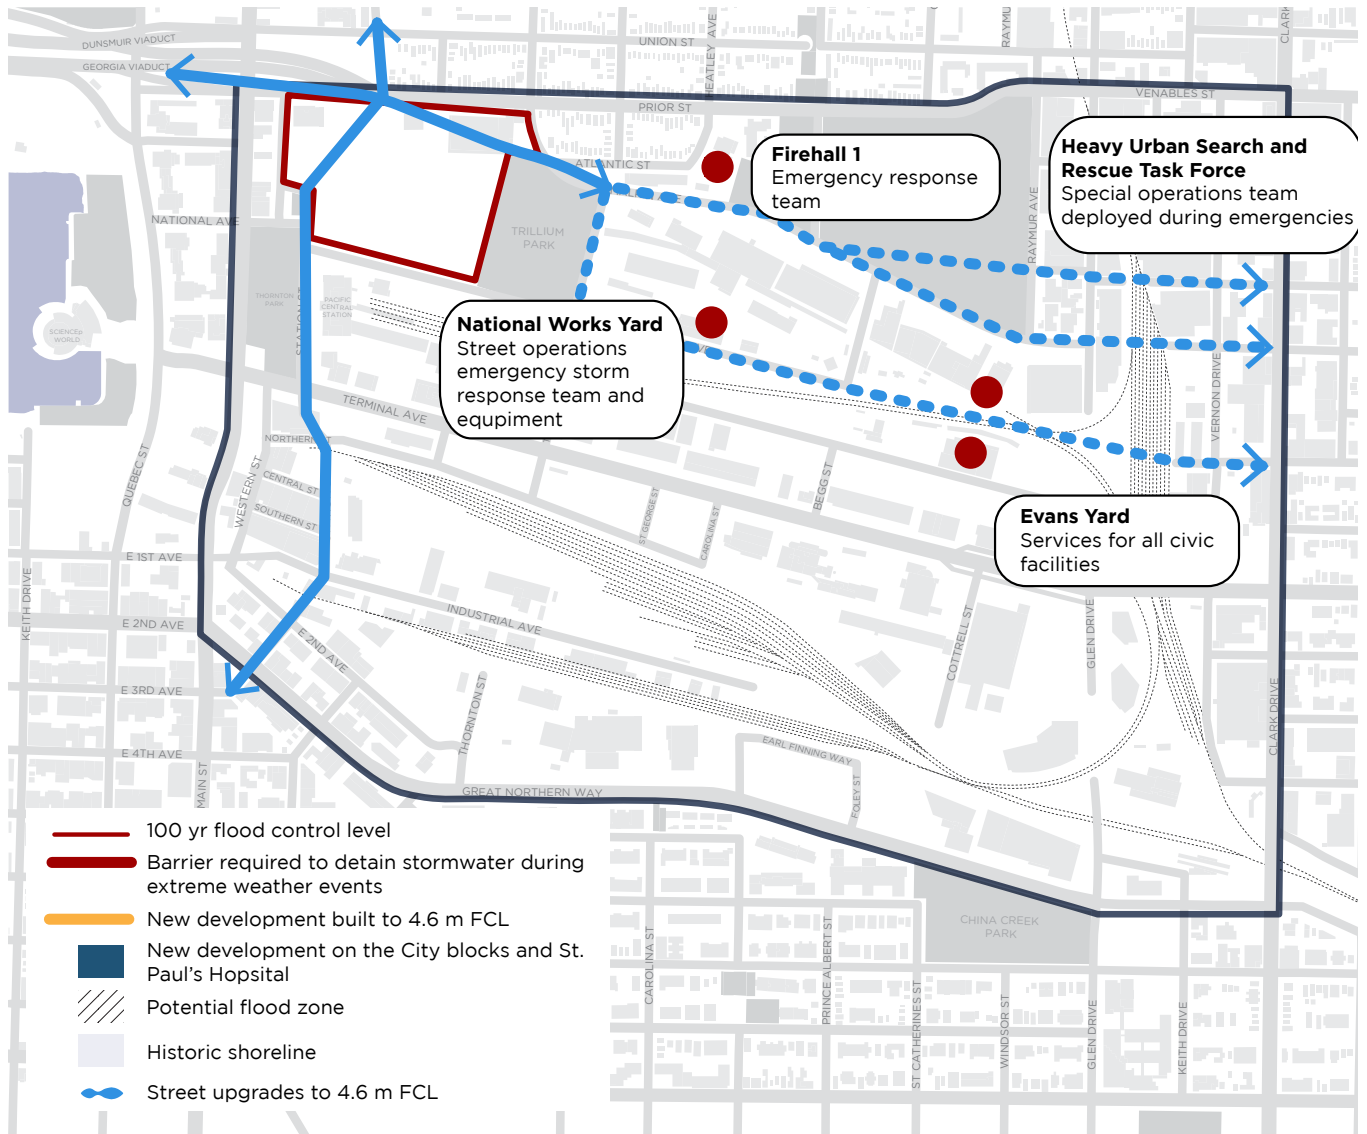 DUNSMUIR VIADUCT
GEORGIA VIADUCT
UNION ST
HEATLEY AVE
RAYMUR
CLARK
PRIOR ST
VENABLES ST
ATLANTIC ST
Firehall 1
Emergency response
team
Heavy Urban Search and
Rescue Task Force
Special operations team
deployed during emergencies
RAYMUR AVE
NATIONAL AVE
TRILLIUM
PARK
THORNTON
PARK
PACIFIC
CENTRAL
STATION
STATION ST
SCIENCE
WORLD
National Works Yard
Street operations
emergency storm
response team and
equpiment
TERMINAL AVE
VERNON DRIVE
NORTHERN ST
QUEBEC ST
WESTERN ST
CENTRAL ST
SOUTHERN ST
ST GEORGE ST
CAROLINA ST
BEGG ST
Evans Yard
Services for all civic
facilities
E 1ST AVE
KEITH DRIVE
E 2ND AVE
E 2ND AVE
INDUSTRIAL AVE
COTTRELL ST
GLEN DRIVE
E 3RD AVE
THORNTON ST
CLARK DRIVE
E 4TH AVE
EARL FINNING WAY
FOLEY ST
MAIN ST
GREAT NORTHERN WAY
100 yr flood control level
Barrier required to detain stormwater during
extreme weather events
New development built to 4.6 m FCL
New development on the City blocks and St.
Paul's Hopsital
Potential flood zone
Historic shoreline
Street upgrades to 4.6 m FCL
CHINA CREEK
PARK
CAROLINA ST
PRINCE ALBERT ST
ST CATHERINES ST
WINDSOR ST
GLEN DRIVE
KEITH DRIVE